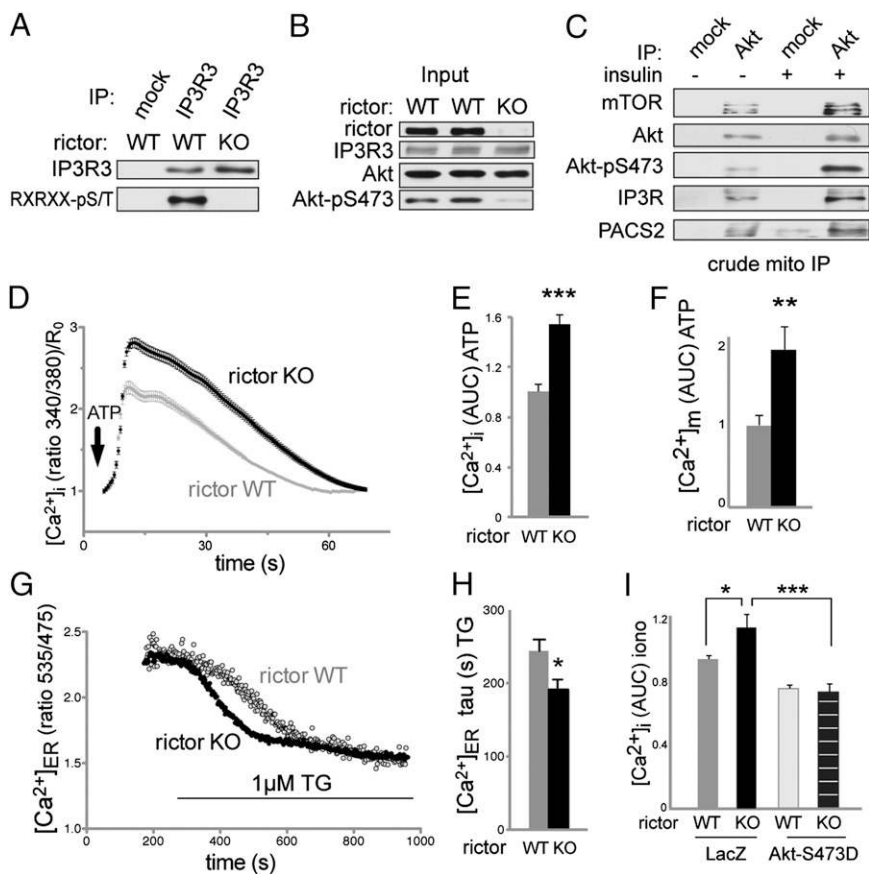 A
IP: mock IP3R3 IP3R3
rictor: WT WT KO
IP3R3
RXRXX-pS/T
B
Input
rictor: WT WT KO
rictor
IP3R3
Akt
Akt-pS473
C
IP: mock Akt mock Akt
insulin - - + +
mTOR
Akt
Akt-pS473
IP3R
PACS2
crude mito IP
D
[Ca²⁺]i (ratio 340/380)/R₀
3
2
1
ATP
rictor KO
rictor WT
0 30 60
time (s)
E
***
[Ca²⁺]i (AUC) ATP
1.6
1.2
0.8
0.4
0
rictor WT KO
F
**
[Ca²⁺]m (AUC) ATP
2
1
0
rictor WT KO
G
[Ca²⁺]ER (ratio 535/475)
2.5
2.0
1.5
1.0
rictor WT
rictor KO
1µM TG
0 200 400 600 800 1000
time (s)
H
[Ca²⁺]ER tau (s) TG
300
200
100
0
*
rictor WT KO
I
* ***
[Ca²⁺]i (AUC) iono
1.2
0.8
0.4
0
rictor WT KO WT KO
LacZ Akt-S473D